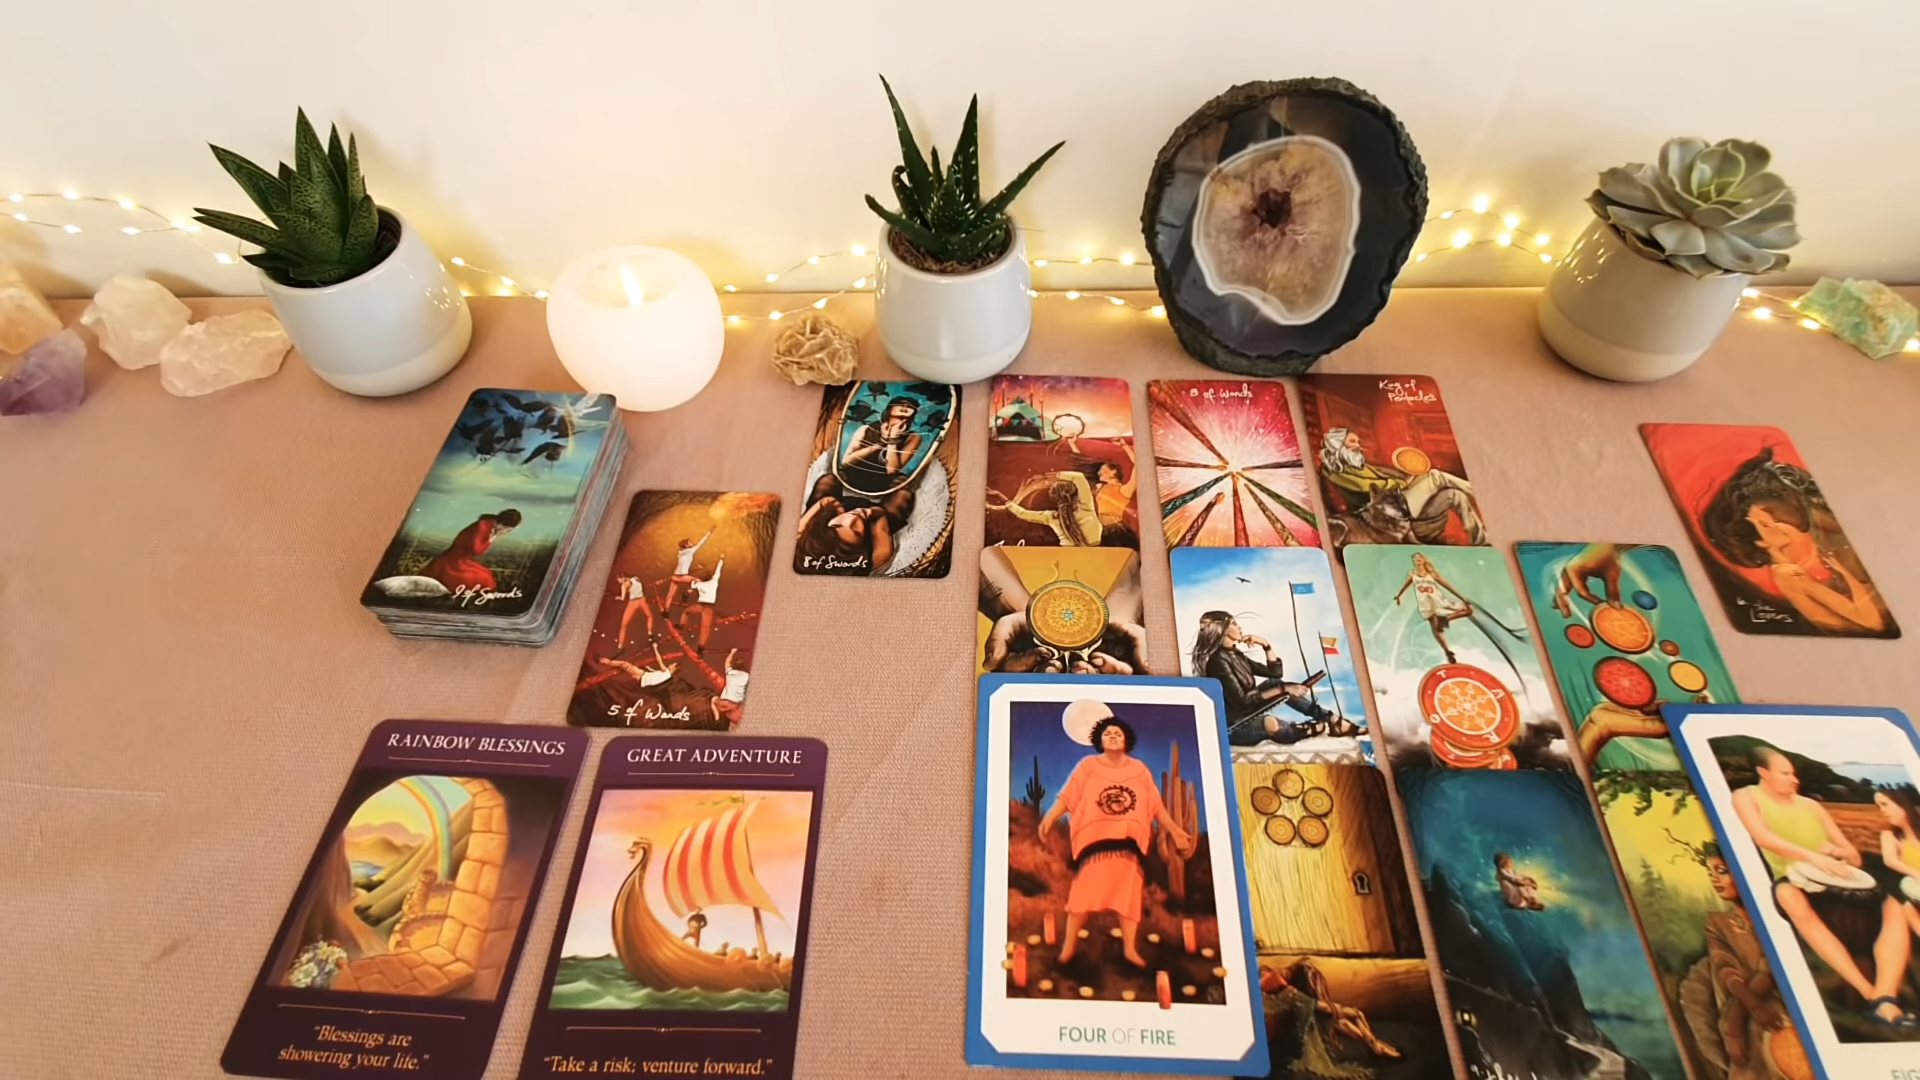 9 of Swords
5 of Wands
8 of Swords
8 of Wands
King of
Pentacles
the
Lovers
RAINBOW BLESSINGS
"Blessings are
showering your life."
GREAT ADVENTURE
"Take a risk; venture forward."
FOUR OF FIRE